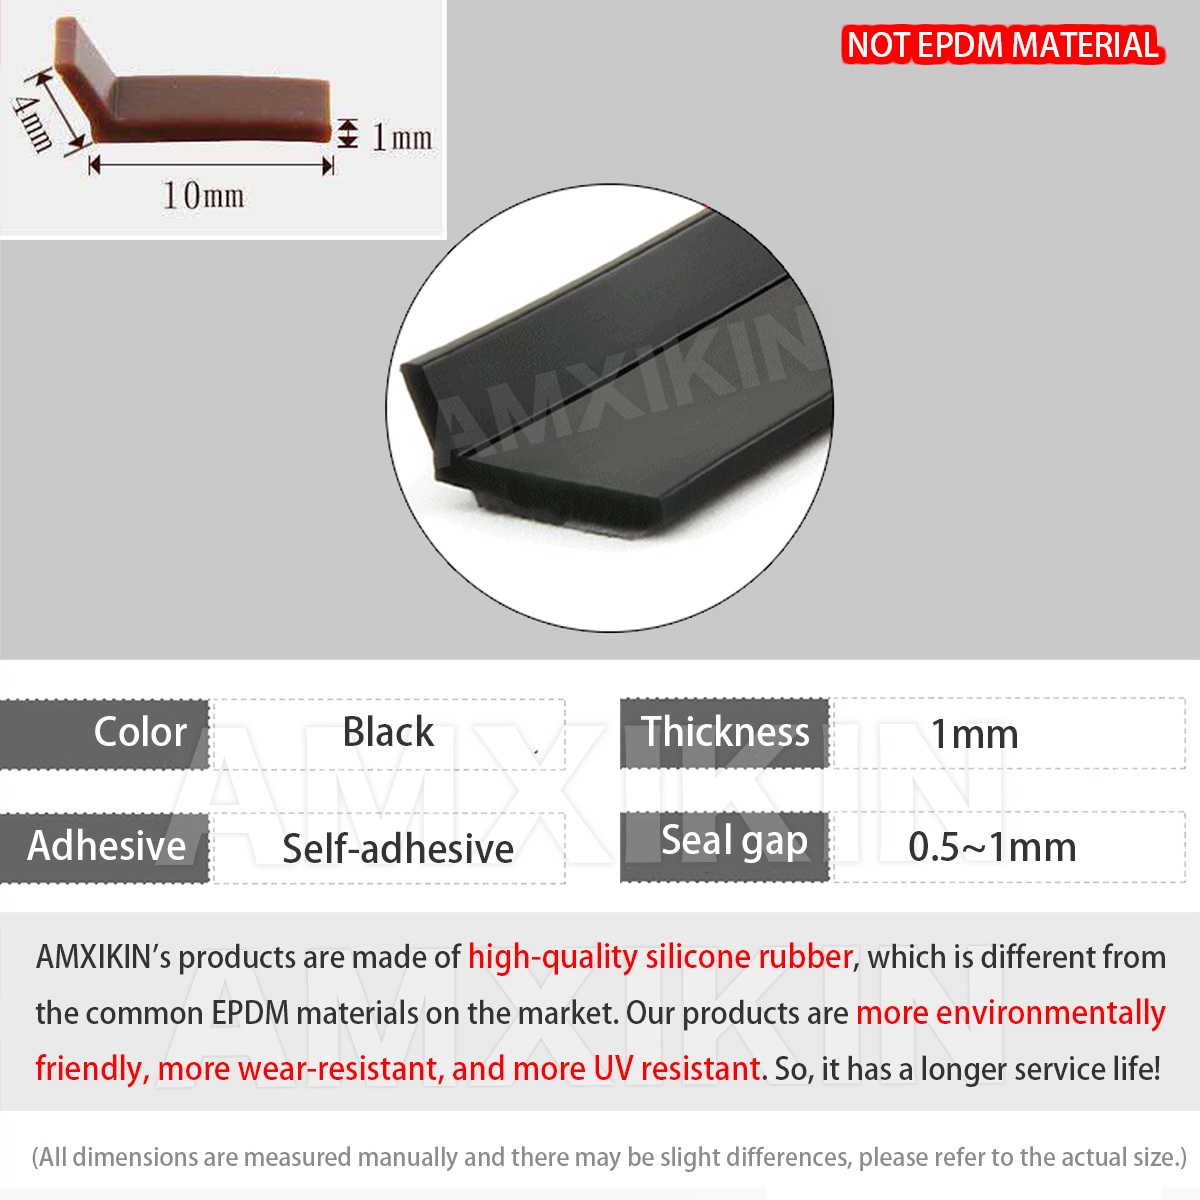 NOT EPDM MATERIAL
4mm
1mm
10mm
AMXIKIN
Color
Black
Thickness
1mm
AMXIKIN
Adhesive
Self-adhesive
Seal gap
0.5~1mm
AMXIKIN’s products are made of high-quality silicone rubber, which is different from
the common EPDM materials on the market. Our products are more environmentally
friendly, more wear-resistant, and more UV resistant. So, it has a longer service life!
AMXIKIN
(All dimensions are measured manually and there may be slight differences, please refer to the actual size.)